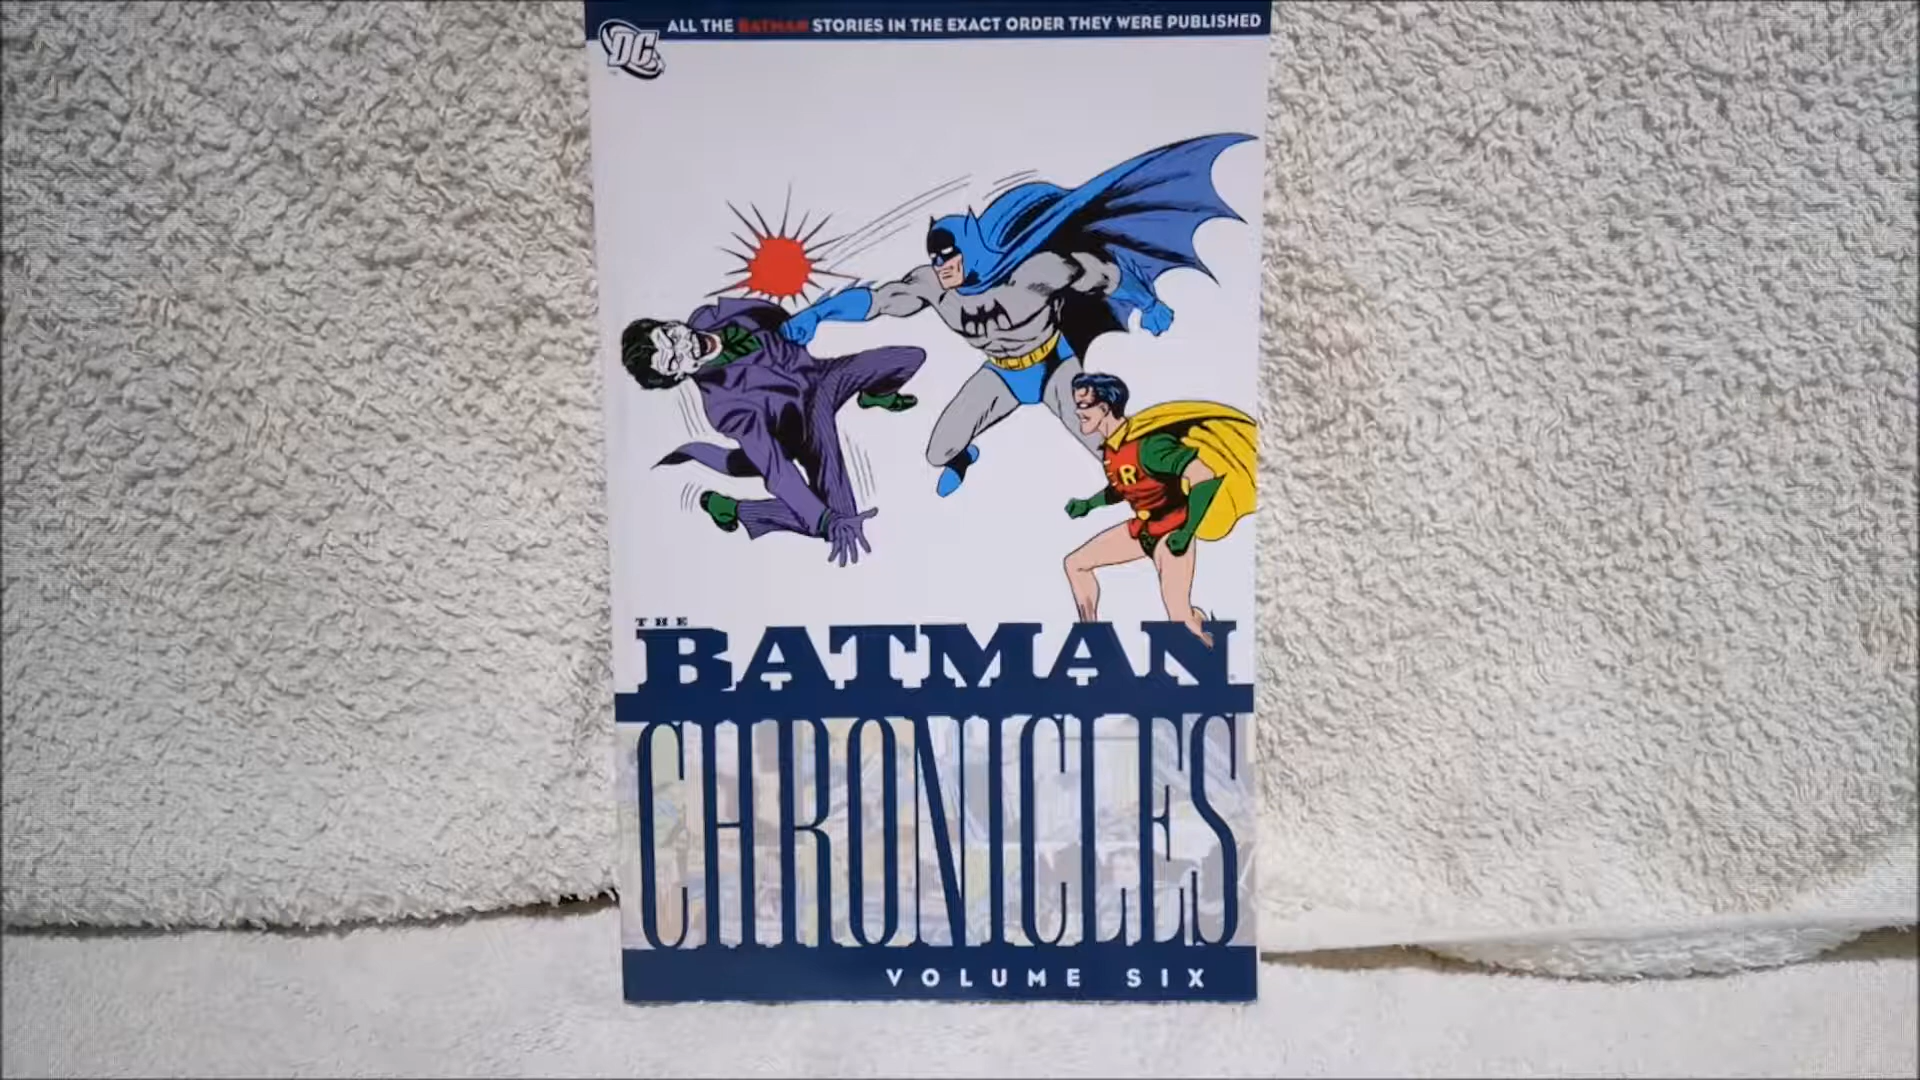 ALL THE BATMAN STORIES IN THE EXACT ORDER THEY WERE PUBLISHED
DC
R
THE
BATMAN
CHRONICLES
VOLUME SIX